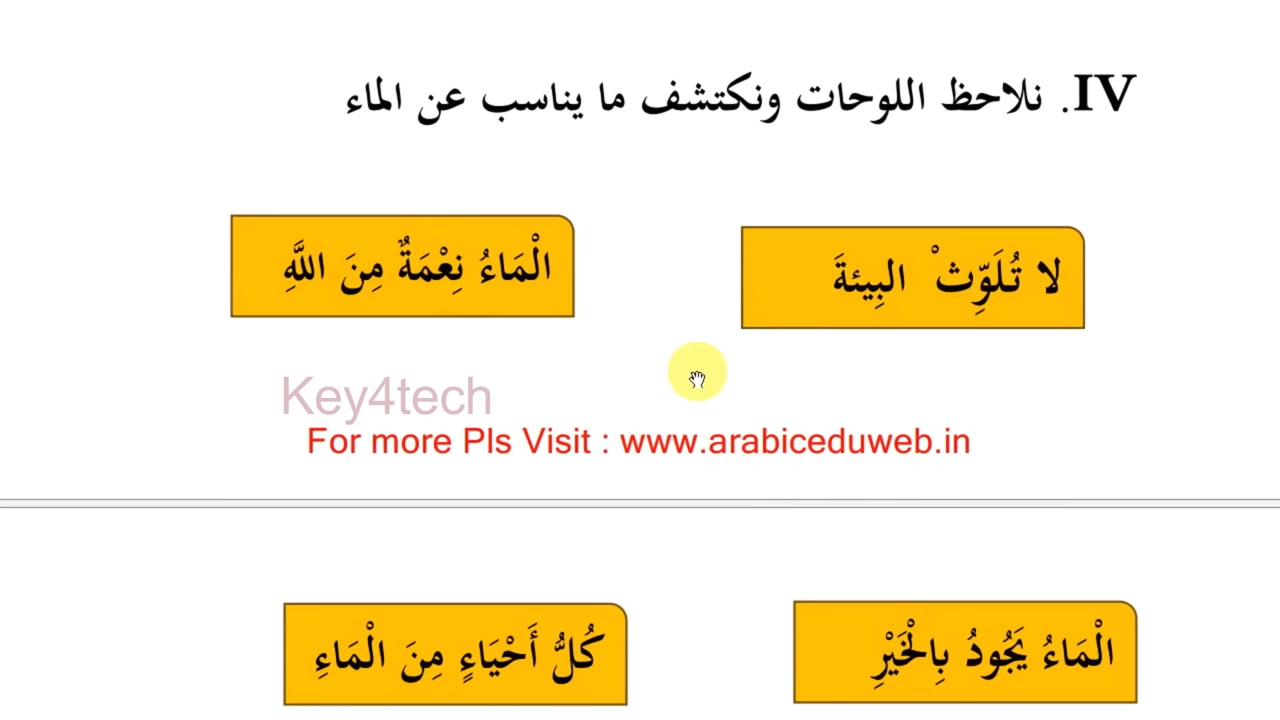 IV. نلاحظ اللوحات ونكتشف ما يناسب عن الماء
لا تُلَوِّثْ البِيئةَ
الْمَاءُ نِعْمَةٌ مِنَ اللَّهِ
Key4tech
For more Pls Visit : www.arabiceduweb.in
الْمَاءُ يَجُودُ بِالْخَيْرِ
كُلُّ أَحْيَاءٍ مِنَ الْمَاءِ